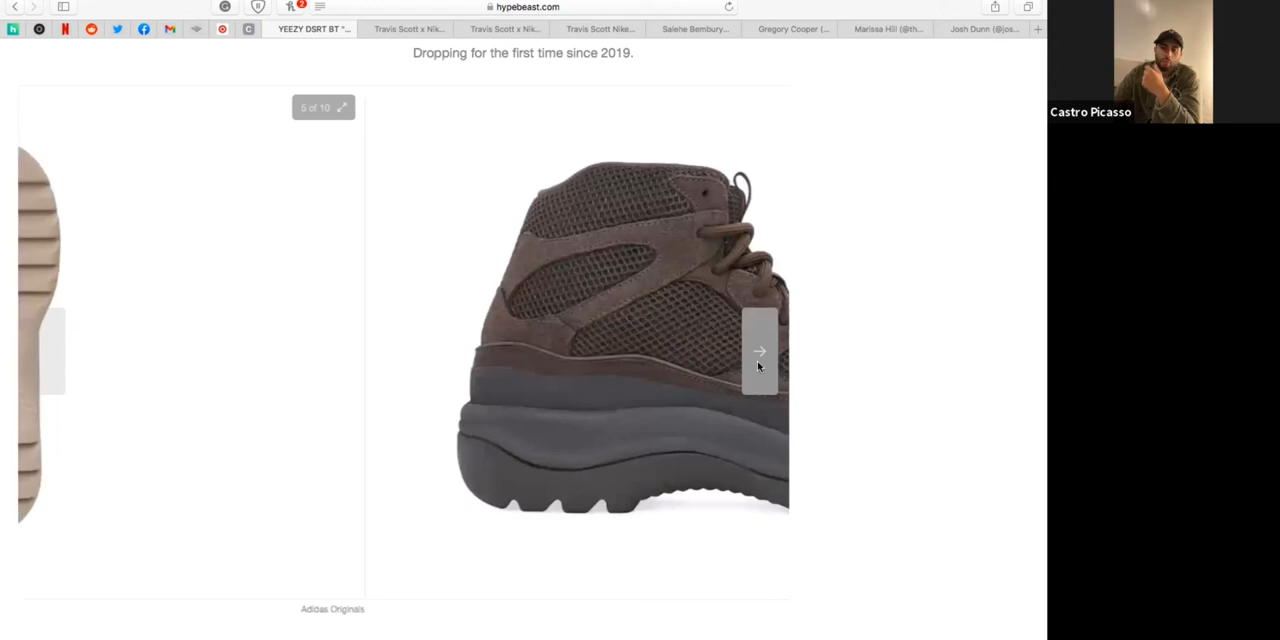 hypebeast.com
2
YEEZY DSRT BT "...
Travis Scott x Nik...
Travis Scott x Nik...
Travis Scott Nike...
Salehe Bembury...
Gregory Cooper (...
Marissa Hill (@th...
Josh Dunn (@jos...
Dropping for the first time since 2019.
5 of 10
Castro Picasso
Adidas Originals